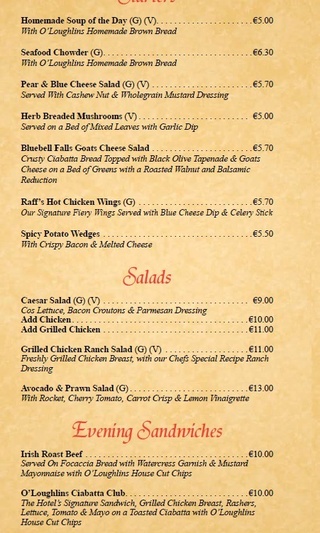 Starters
Homemade Soup of the Day (G) (V) €5.00
With O'Loughlins Homemade Brown Bread
Seafood Chowder (G) €6.30
With O'Loughlins Homemade Brown Bread
Pear & Blue Cheese Salad (G) (V) €5.70
Served With Cashew Nut & Wholegrain Mustard Dressing
Herb Breaded Mushrooms (V) €5.00
Served on a Bed of Mixed Leaves with Garlic Dip
Bluebell Falls Goats Cheese Salad €5.70
Crusty Ciabatta Bread Topped with Black Olive Tapenade & Goats
Cheese on a Bed of Greens with a Roasted Walnut and Balsamic
Reduction
Raff's Hot Chicken Wings (G) €5.70
Our Signature Fiery Wings Served with Blue Cheese Dip & Celery Stick
Spicy Potato Wedges €5.50
With Crispy Bacon & Melted Cheese
Salads
Caesar Salad (G) (V) €9.00
Cos Lettuce, Bacon Croutons & Parmesan Dressing
Add Chicken €10.00
Add Grilled Chicken €11.00
Grilled Chicken Ranch Salad (G) (V) €11.00
Freshly Grilled Chicken Breast, with our Chefs Special Recipe Ranch
Dressing
Avocado & Prawn Salad (G) €13.00
With Rocket, Cherry Tomato, Carrot Crisp & Lemon Vinaigrette
Evening Sandwiches
Irish Roast Beef €10.00
Served On Focaccia Bread with Watercress Garnish & Mustard
Mayonnaise with O'Loughlins House Cut Chips
O'Loughlins Ciabatta Club €10.00
The Hotel's Signature Sandwich, Grilled Chicken Breast, Rashers,
Lettuce, Tomato & Mayo on a Toasted Ciabatta with O'Loughlins
House Cut Chips